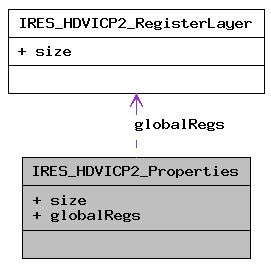 IRES_HDVICP2_RegisterLayer
+ size
globalRegs
IRES_HDVICP2_Properties
+ size
+ globalRegs